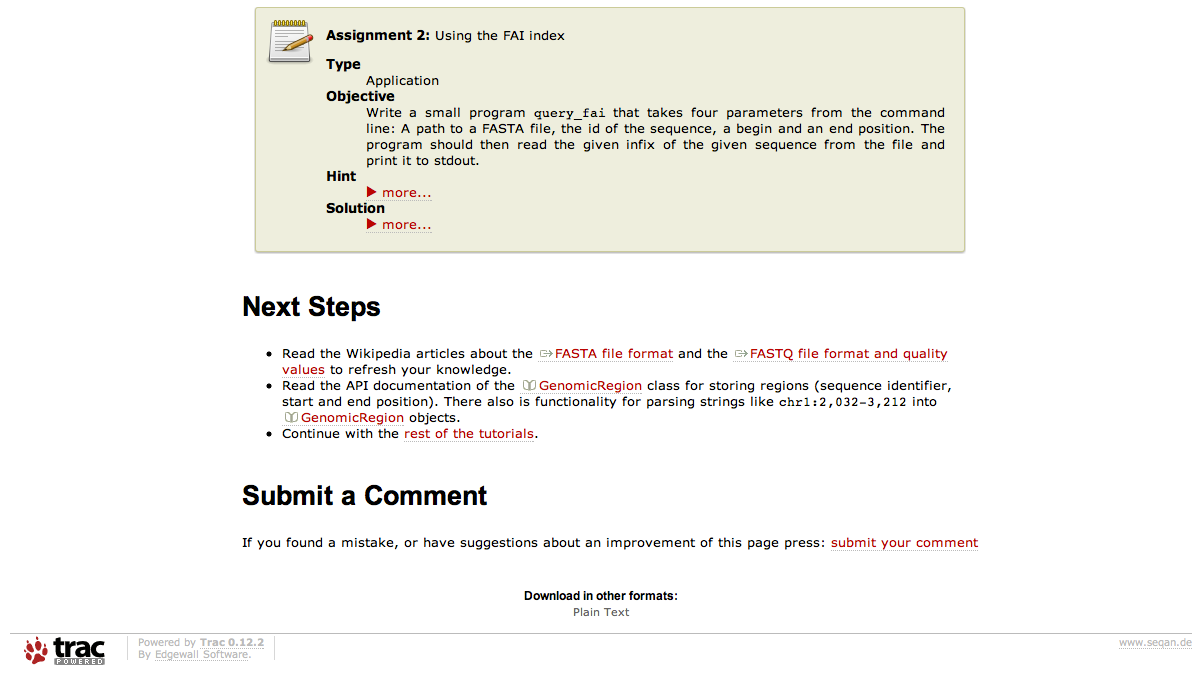 Assignment 2: Using the FAI index
Type
Application
Objective
Write a small program query_fai that takes four parameters from the command
line: A path to a FASTA file, the id of the sequence, a begin and an end position. The
program should then read the given infix of the given sequence from the file and
print it to stdout.
Hint
more...
Solution
more...
Next Steps
Read the Wikipedia articles about the FASTA file format and the FASTQ file format and quality
values to refresh your knowledge.
Read the API documentation of the GenomicRegion class for storing regions (sequence identifier,
start and end position). There also is functionality for parsing strings like chr1:2,032-3,212 into
GenomicRegion objects.
Continue with the rest of the tutorials.
Submit a Comment
If you found a mistake, or have suggestions about an improvement of this page press: submit your comment
Download in other formats:
Plain Text
trac
POWERED
Powered by Trac 0.12.2
By Edgewall Software.
www.seqan.de